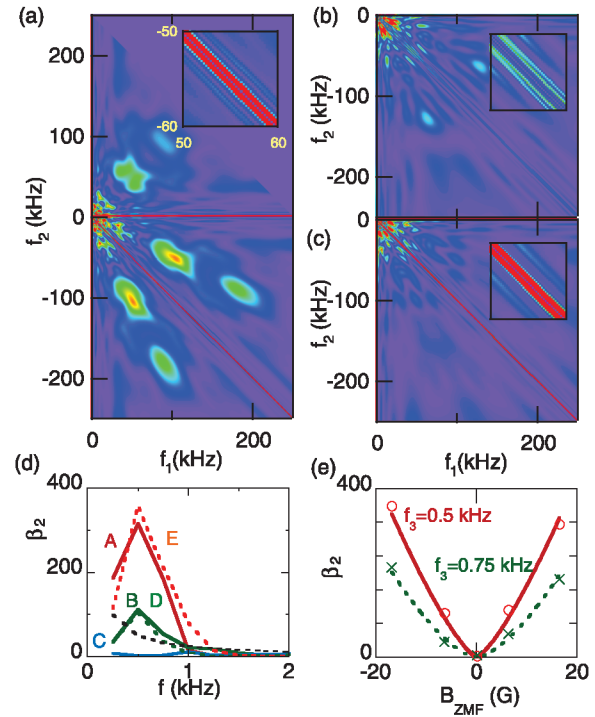 (a)
200
100
0
-100
-200
f2 (kHz)
-50
-60
50
60
0
200
f1(kHz)
(b)
0
-100
-200
f2 (kHz)
(c)
0
-100
-200
f2 (kHz)
0
200
f1(kHz)
(d)
400
200
0
β2
A
E
B
D
C
0
1
2
f (kHz)
(e)
400
200
0
β2
f3=0.5 kHz
f3=0.75 kHz
-20
0
20
BZMF (G)